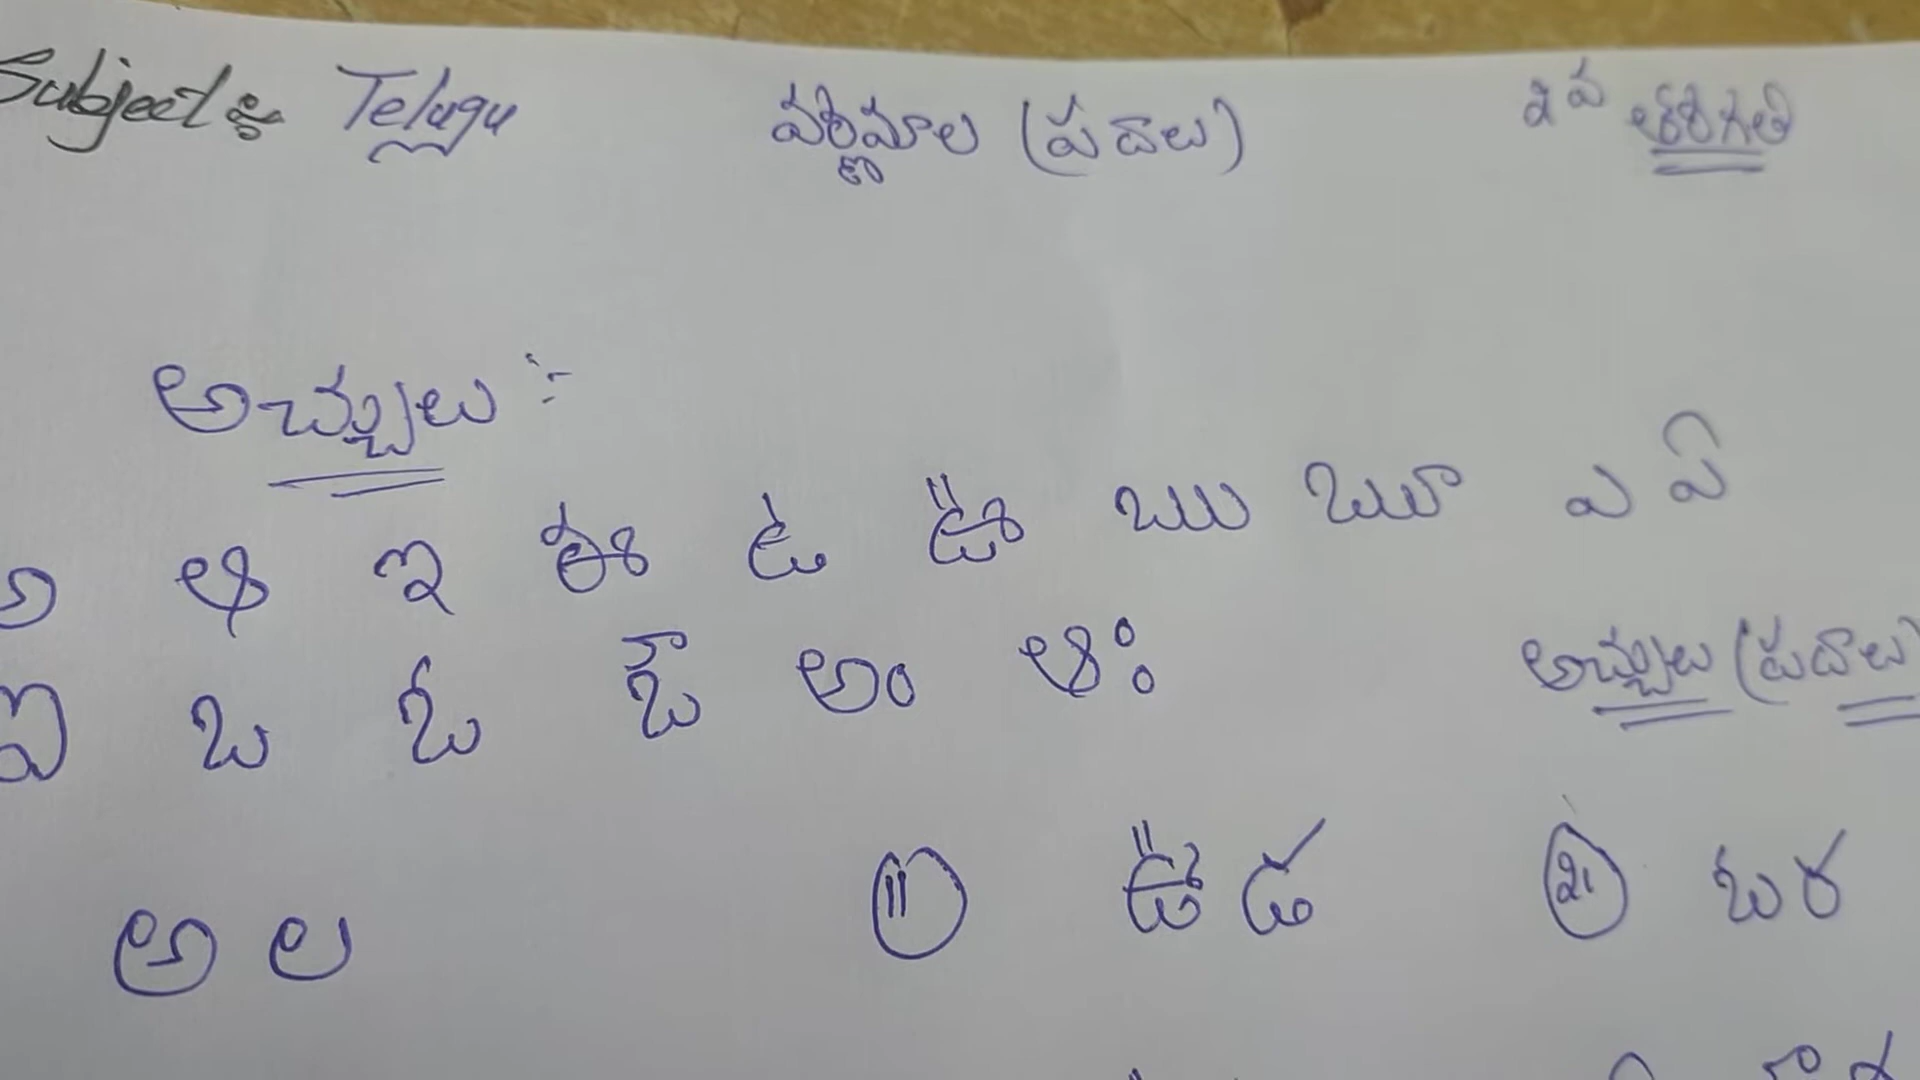 Subject:- Telugu వర్ణమాల (పదాలు) 2వ తరగతి
అచ్చులు :-
అ ఆ ఇ ఈ ఉ ఊ ఋ ౠ ఎ ఏ
ఐ ఒ ఓ ఔ అం అః
అచ్చులు (పదాలు)
అల 11 ఊడ 21 ఒర